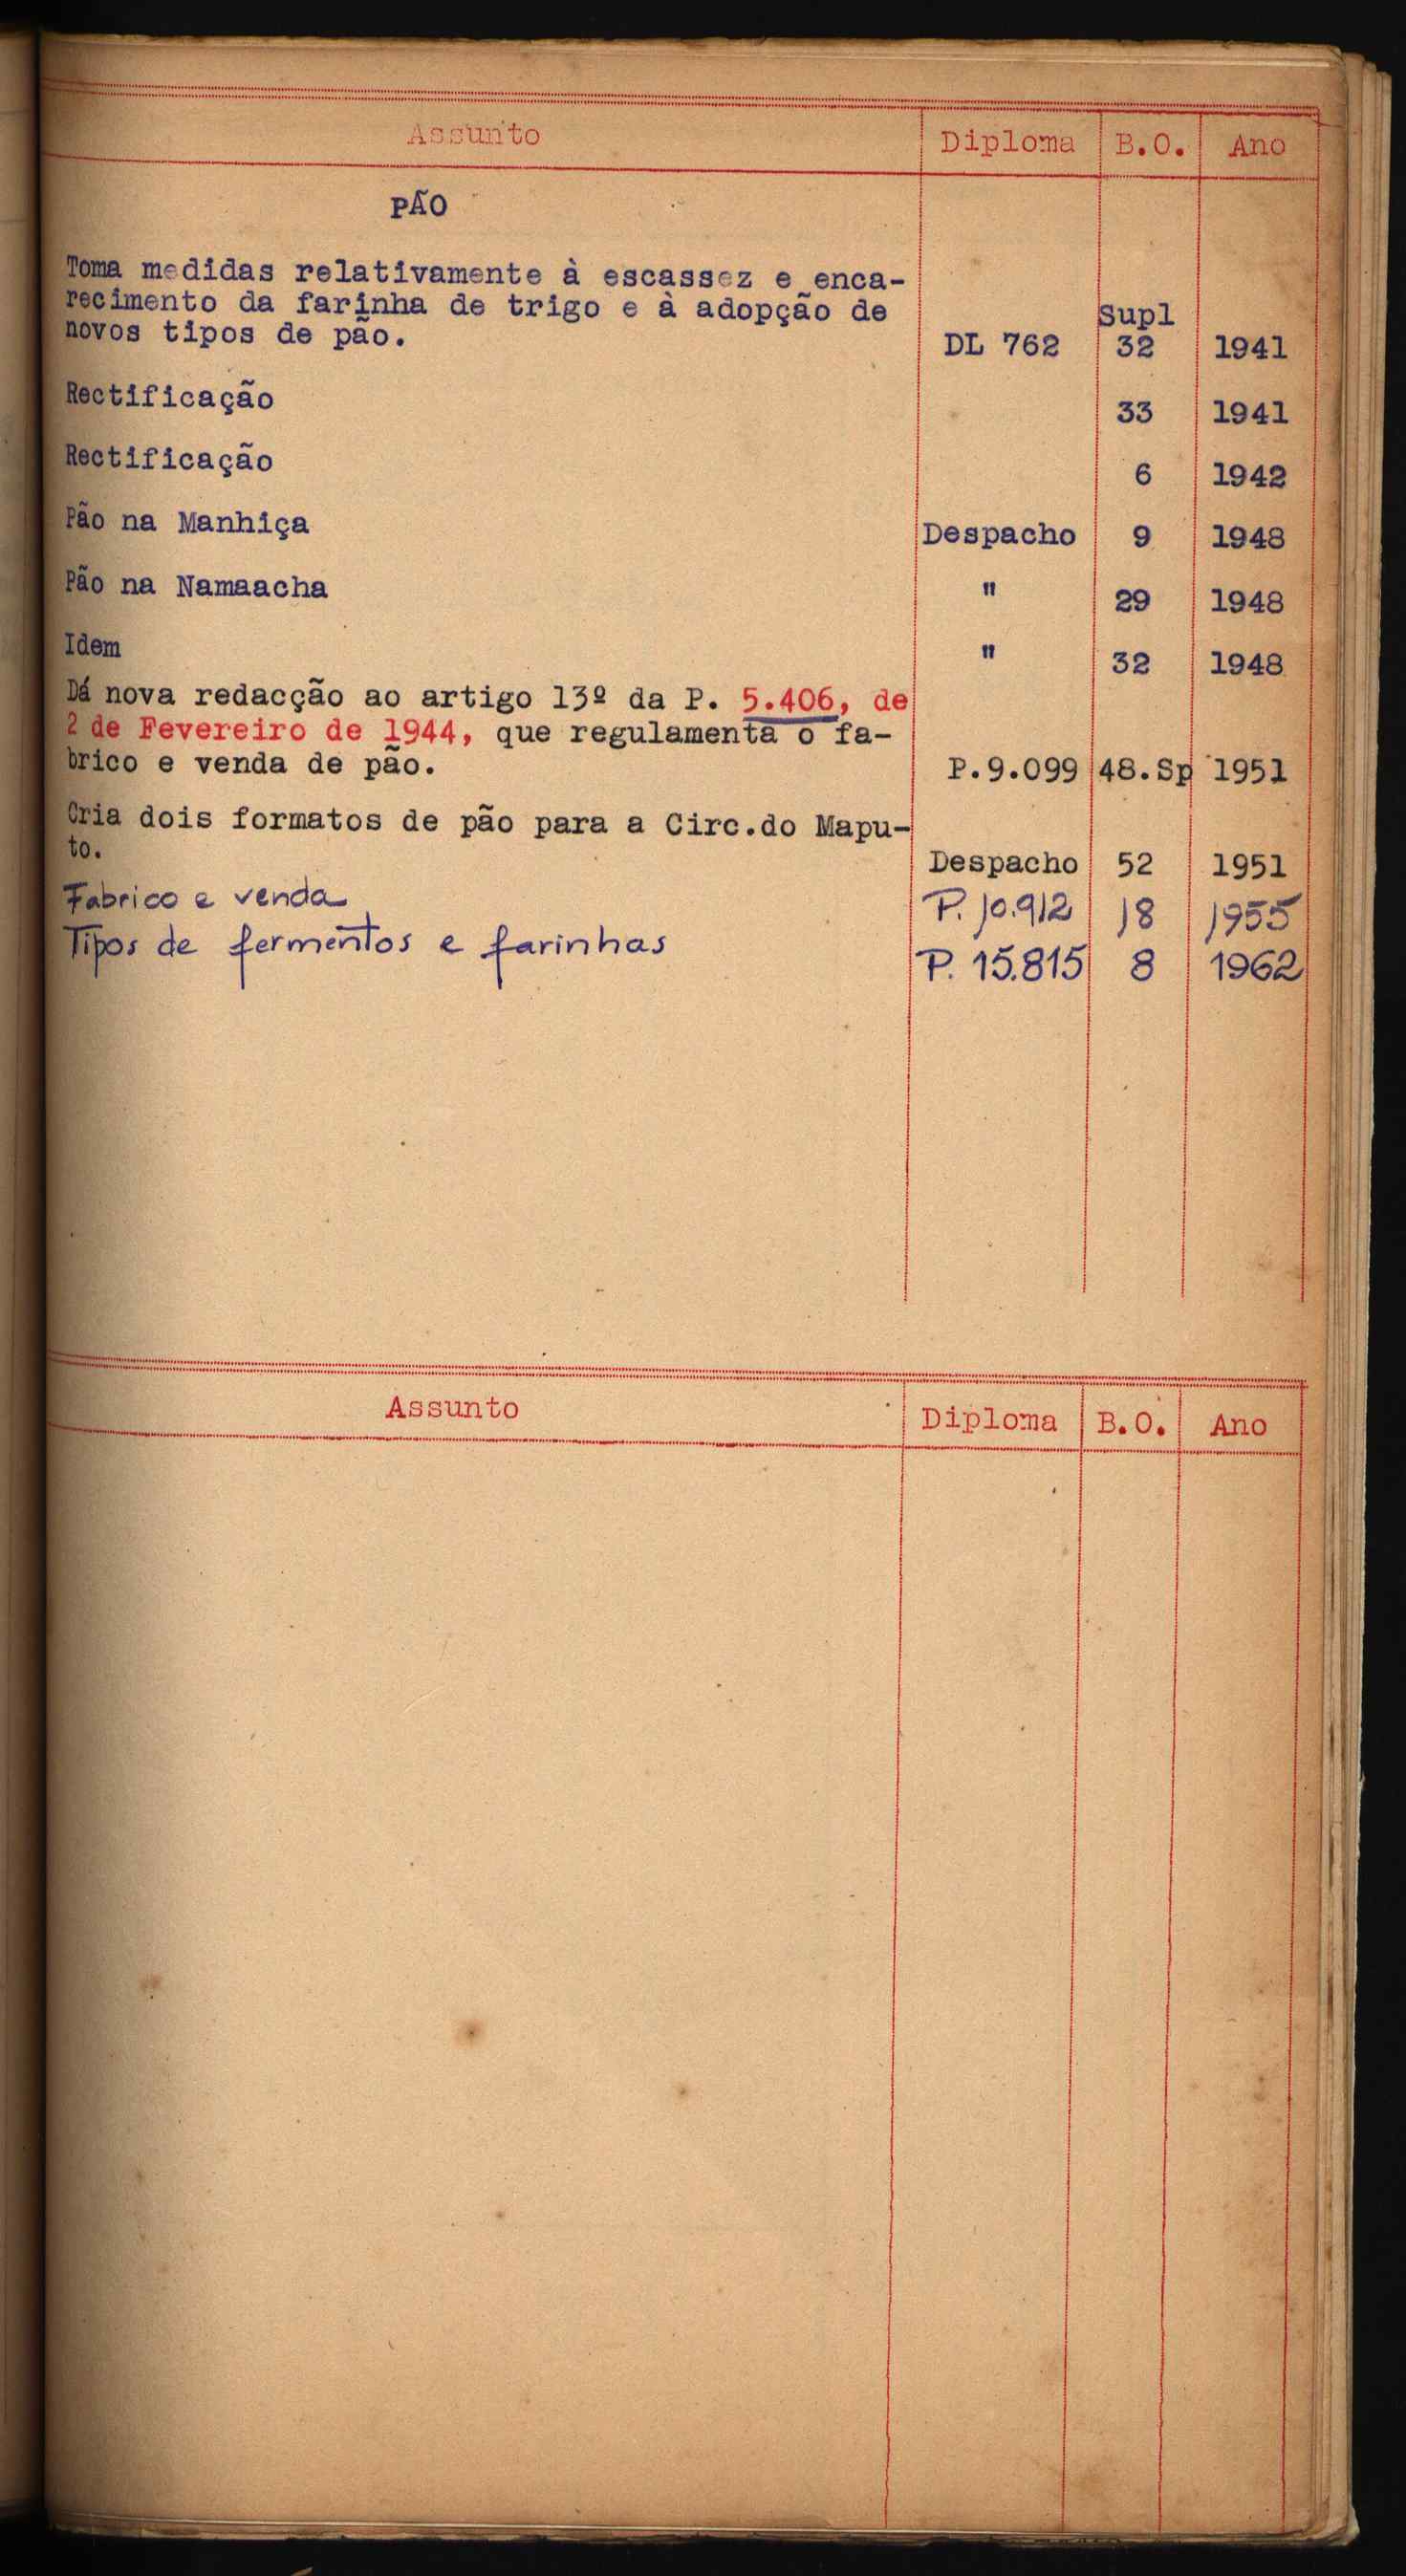 Assunto Diploma B.O. Ano
PÃO
Toma medidas relativamente à escassez e enca-
recimento da farinha de trigo e à adopção de Supl
novos tipos de pão. DL 762 32 1941
Rectificação 33 1941
Rectificação 6 1942
Pão na Manhiça Despacho 9 1948
Pão na Namaacha " 29 1948
Idem " 32 1948
Dá nova redacção ao artigo 13º da P. 5.406, de
2 de Fevereiro de 1944, que regulamenta o fa-
brico e venda de pão. P.9.099 48.Sp 1951
Cria dois formatos de pão para a Circ.do Mapu-
to. Despacho 52 1951
Fabrico e venda P. 10.912 18 1955
Tipos de fermentos e farinhas P. 15.815 8 1962
Assunto Diploma B.O. Ano